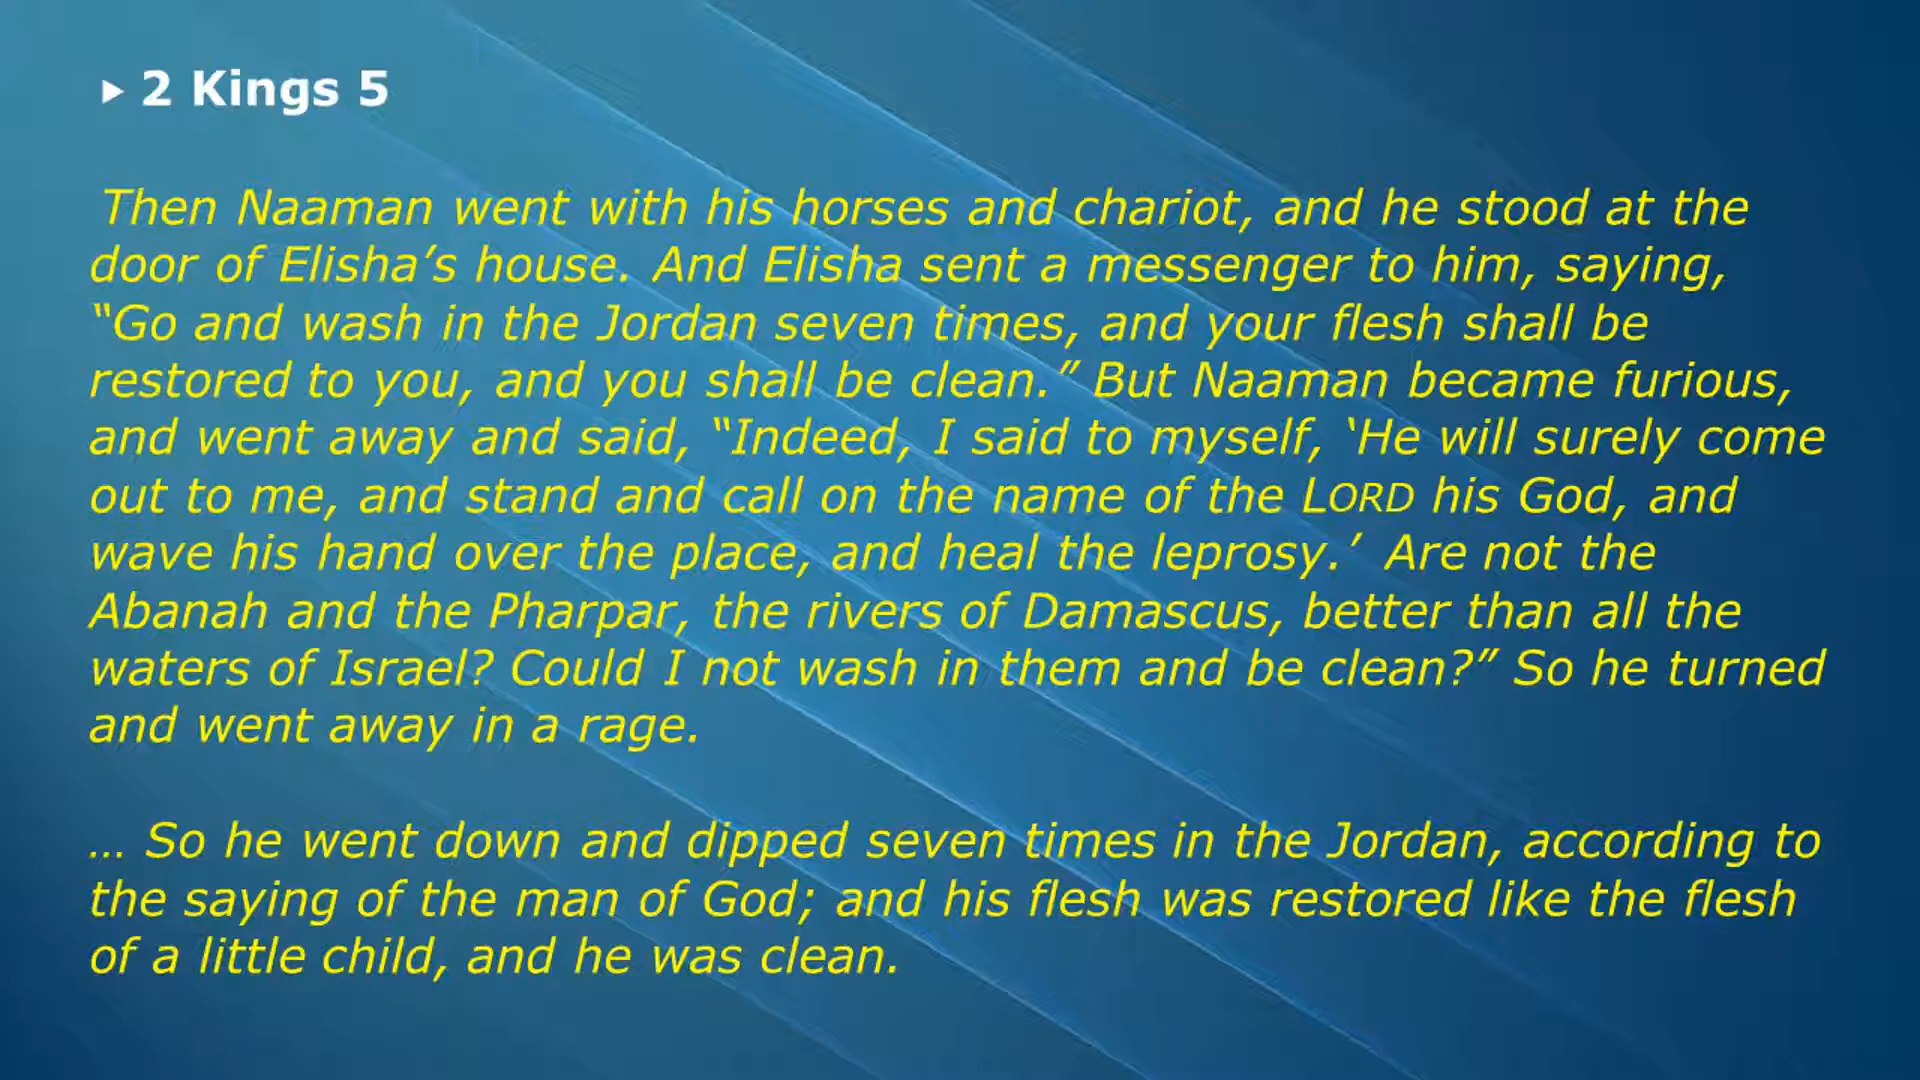 2 Kings 5
Then Naaman went with his horses and chariot, and he stood at the
door of Elisha’s house. And Elisha sent a messenger to him, saying,
“Go and wash in the Jordan seven times, and your flesh shall be
restored to you, and you shall be clean.” But Naaman became furious,
and went away and said, “Indeed, I said to myself, ‘He will surely come
out to me, and stand and call on the name of the LORD his God, and
wave his hand over the place, and heal the leprosy.’ Are not the
Abanah and the Pharpar, the rivers of Damascus, better than all the
waters of Israel? Could I not wash in them and be clean?” So he turned
and went away in a rage.
… So he went down and dipped seven times in the Jordan, according to
the saying of the man of God; and his flesh was restored like the flesh
of a little child, and he was clean.